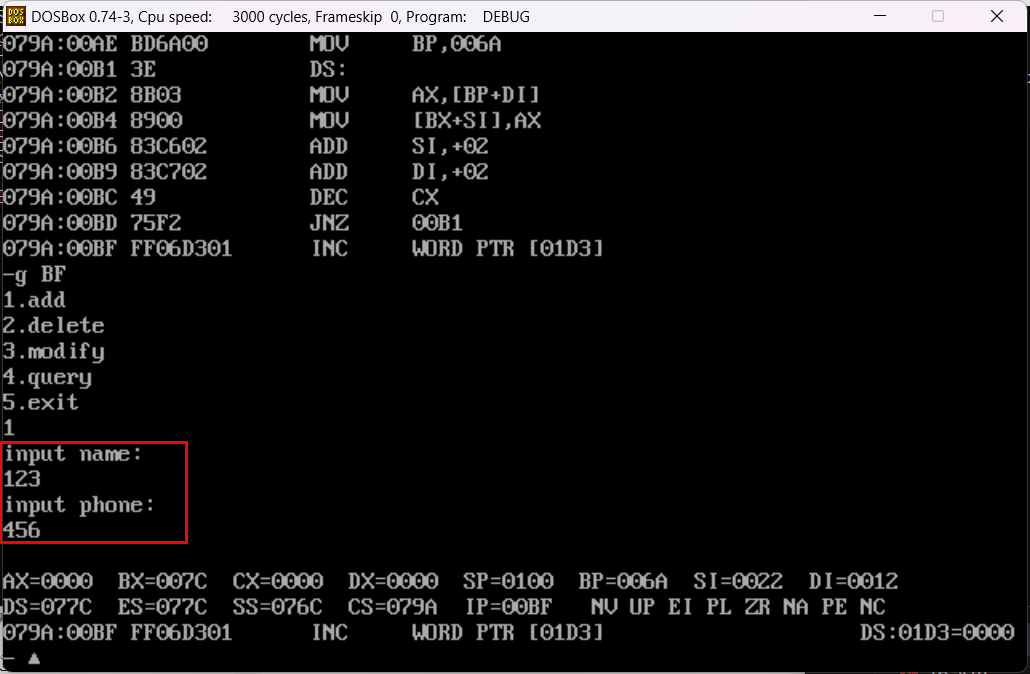 DOS BOX DOSBox 0.74-3, Cpu speed: 3000 cycles, Frameskip 0, Program: DEBUG
079A:00AE BD6A00 MOV BP,006A
079A:00B1 3E DS:
079A:00B2 8B03 MOV AX,[BP+DI]
079A:00B4 8900 MOV [BX+SI],AX
079A:00B6 83C602 ADD SI,+02
079A:00B9 83C702 ADD DI,+02
079A:00BC 49 DEC CX
079A:00BD 75F2 JNZ 00B1
079A:00BF FF06D301 INC WORD PTR [01D3]
-g BF
1.add
2.delete
3.modify
4.query
5.exit
1
input name:
123
input phone:
456
AX=0000 BX=007C CX=0000 DX=0000 SP=0100 BP=006A SI=0022 DI=0012
DS=077C ES=077C SS=076C CS=079A IP=00BF NV UP EI PL ZR NA PE NC
079A:00BF FF06D301 INC WORD PTR [01D3] DS:01D3=0000
- ▲